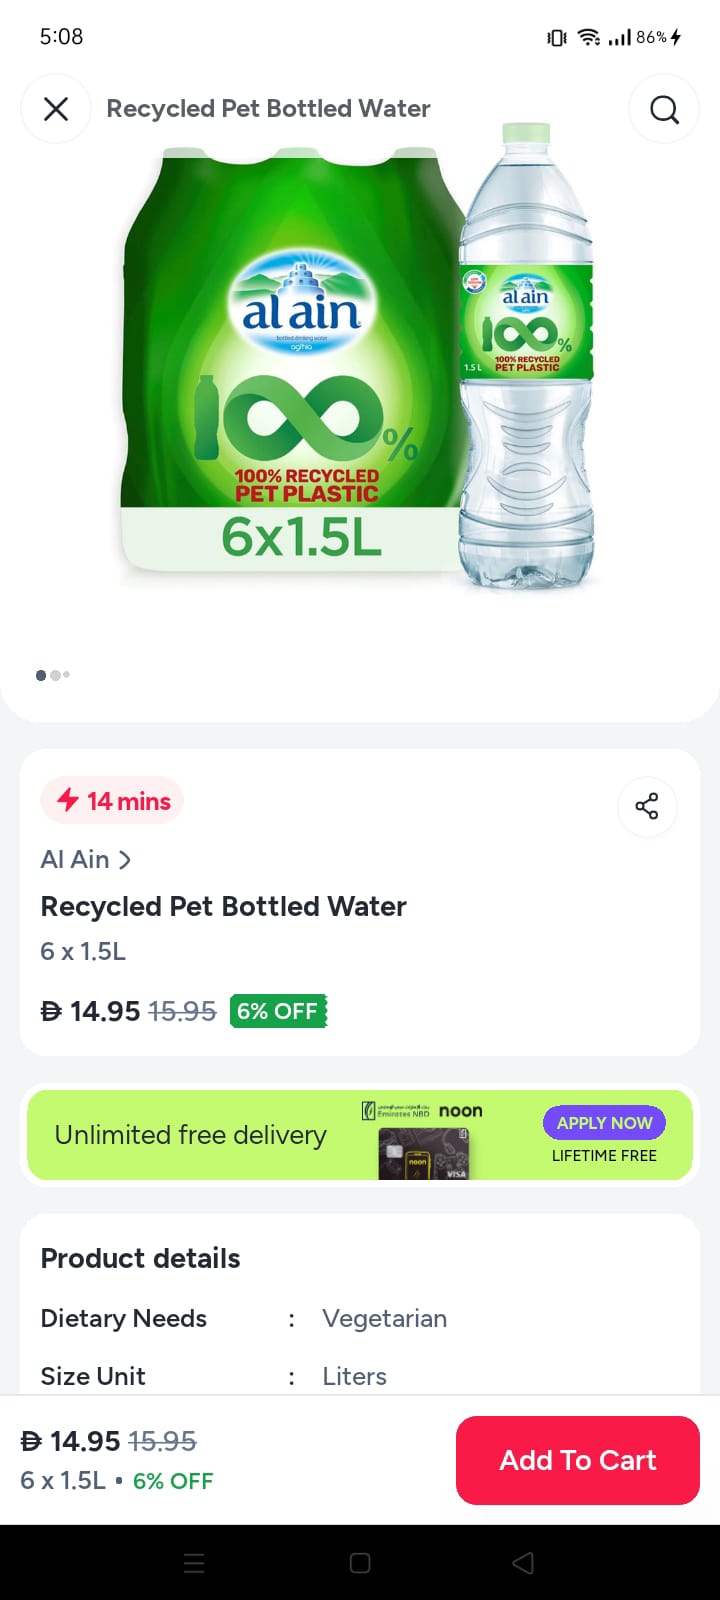 5:08
86%
Recycled Pet Bottled Water
al ain
bottled drinking water
agthia
100%
100% RECYCLED
PET PLASTIC
6x1.5L
al ain
100%
100% RECYCLED
1.5 L PET PLASTIC
14 mins
Al Ain
Recycled Pet Bottled Water
6 x 1.5L
14.95 15.95 6% OFF
Emirates NBD noon
Unlimited free delivery
noon
VISA
APPLY NOW
LIFETIME FREE
Product details
Dietary Needs : Vegetarian
Size Unit : Liters
14.95 15.95
6 x 1.5L • 6% OFF
Add To Cart